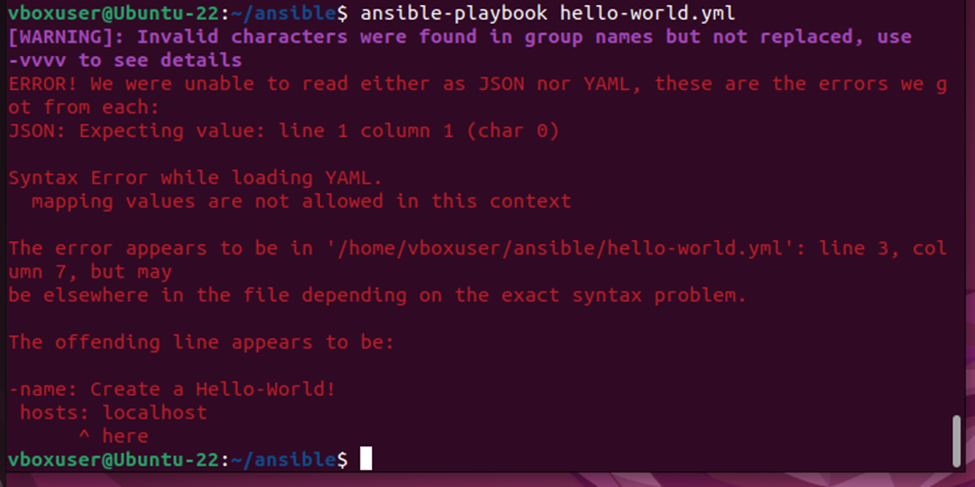 vboxuser@Ubuntu-22:~/ansible$ ansible-playbook hello-world.yml
[WARNING]: Invalid characters were found in group names but not replaced, use
-vvvv to see details
ERROR! We were unable to read either as JSON nor YAML, these are the errors we g
ot from each:
JSON: Expecting value: line 1 column 1 (char 0)
Syntax Error while loading YAML.
  mapping values are not allowed in this context
The error appears to be in '/home/vboxuser/ansible/hello-world.yml': line 3, col
umn 7, but may
be elsewhere in the file depending on the exact syntax problem.
The offending line appears to be:
-name: Create a Hello-World!
 hosts: localhost
      ^ here
vboxuser@Ubuntu-22:~/ansible$